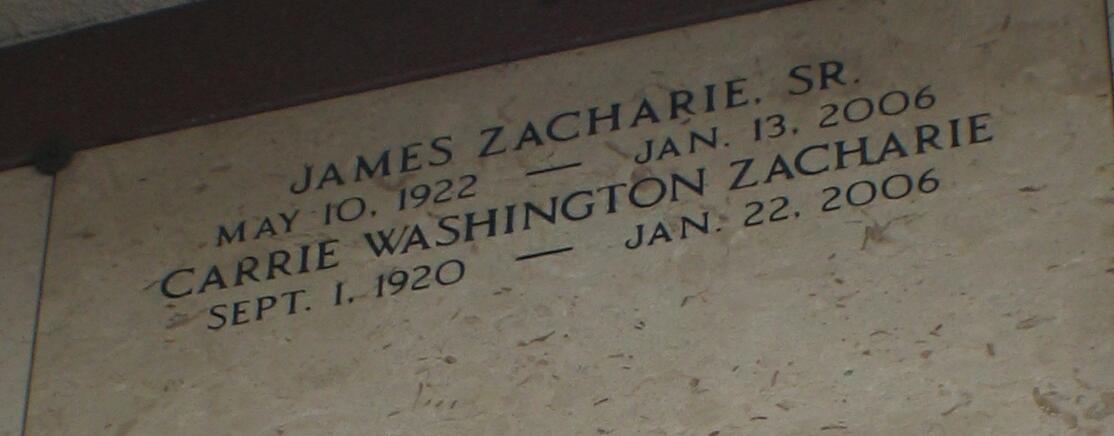 JAMES ZACHARIE, SR.
MAY 10, 1922 — JAN. 13, 2006
CARRIE WASHINGTON ZACHARIE
SEPT. 1, 1920 — JAN. 22, 2006